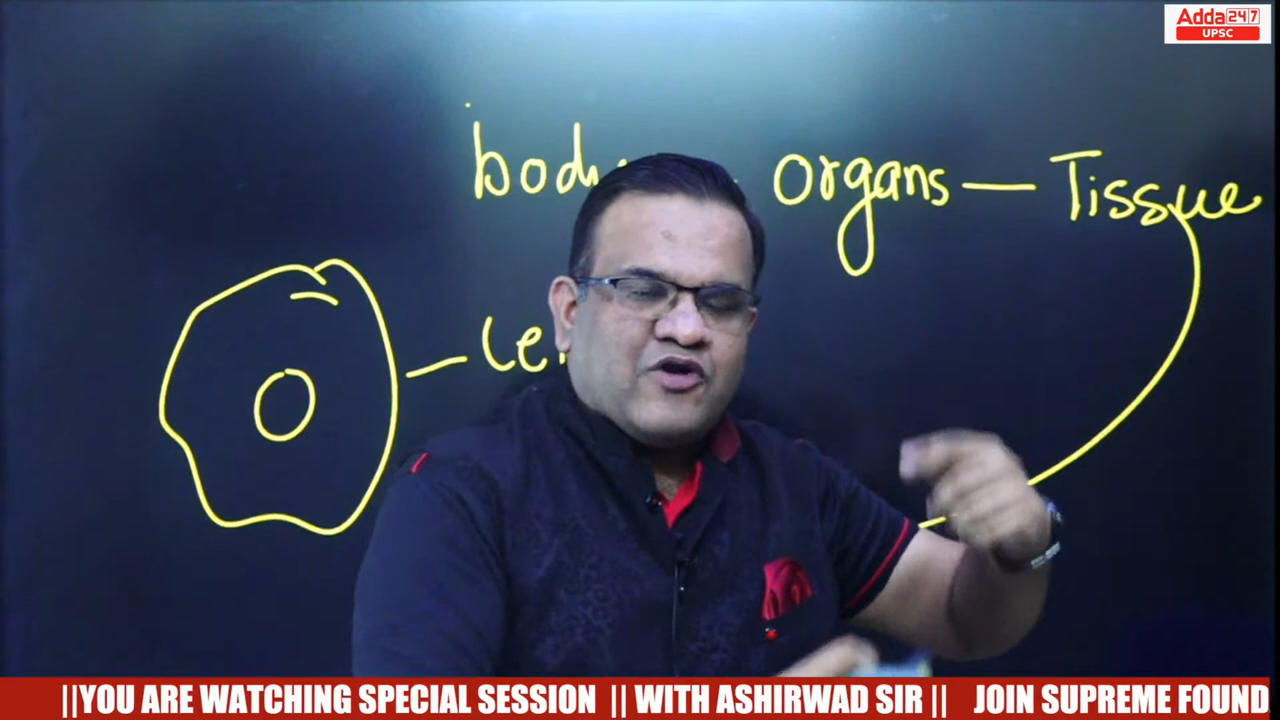 Adda247
UPSC
organs — Tissue
||YOU ARE WATCHING SPECIAL SESSION || WITH ASHIRWAD SIR || JOIN SUPREME FOUND